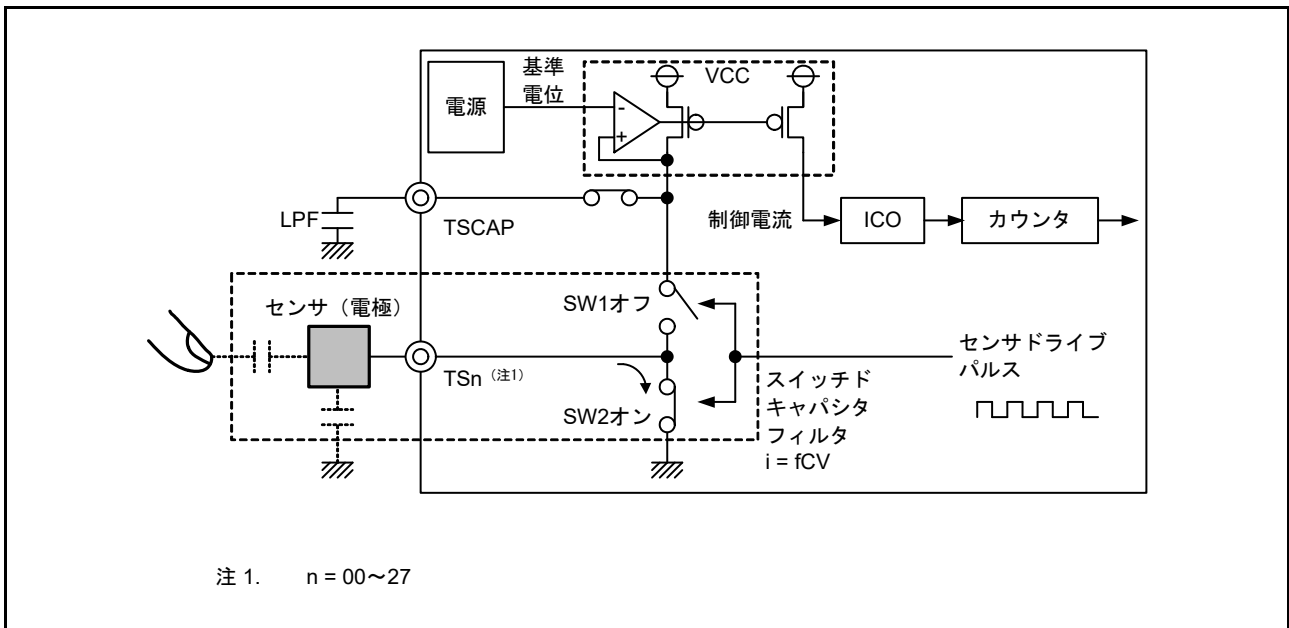 電源
基準
電位
VCC
-
+
LPF
TSCAP
制御電流
ICO
カウンタ
センサ（電極）
SW1オフ
TSn（注1）
SW2オン
スイッチド
キャパシタ
フィルタ
i = fCV
センサドライブ
パルス
注 1. n = 00～27